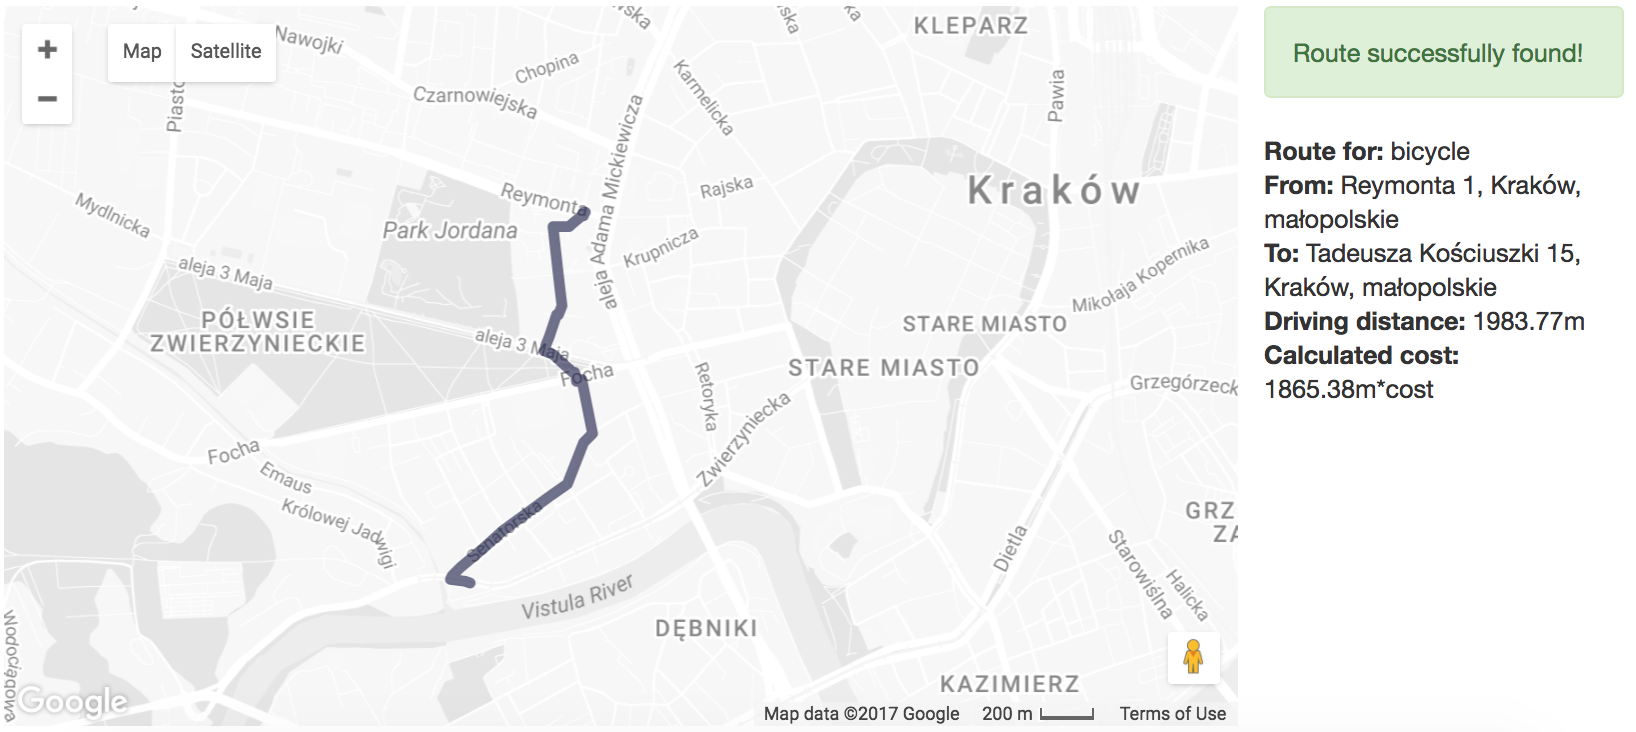 +
−
Map
Satellite
Nawojki
KLEPARZ
Chopina
Karmelicka
Czarnowiejska
Pawia
aleja Adama Mickiewicza
Rajska
Kraków
Reymonta
Mydlnicka
Park Jordana
Krupnicza
Mikołaja Kopernika
aleja 3 Maja
PÓŁWSIE
ZWIERZYNIECKIE
STARE MIASTO
aleja 3 Maja
STARE MIASTO
Focha
Retoryka
Zwierzyniecka
Focha
Emaus
Królowej Jadwigi
Senatorska
Dietla
Starowiślna
Halicka
Vistula River
DĘBNIKI
Wodociągowa
KAZIMIERZ
Google
Map data ©2017 Google
200 m
Terms of Use
Route successfully found!
Route for: bicycle
From: Reymonta 1, Kraków,
małopolskie
To: Tadeusza Kościuszki 15,
Kraków, małopolskie
Driving distance: 1983.77m
Calculated cost:
1865.38m*cost